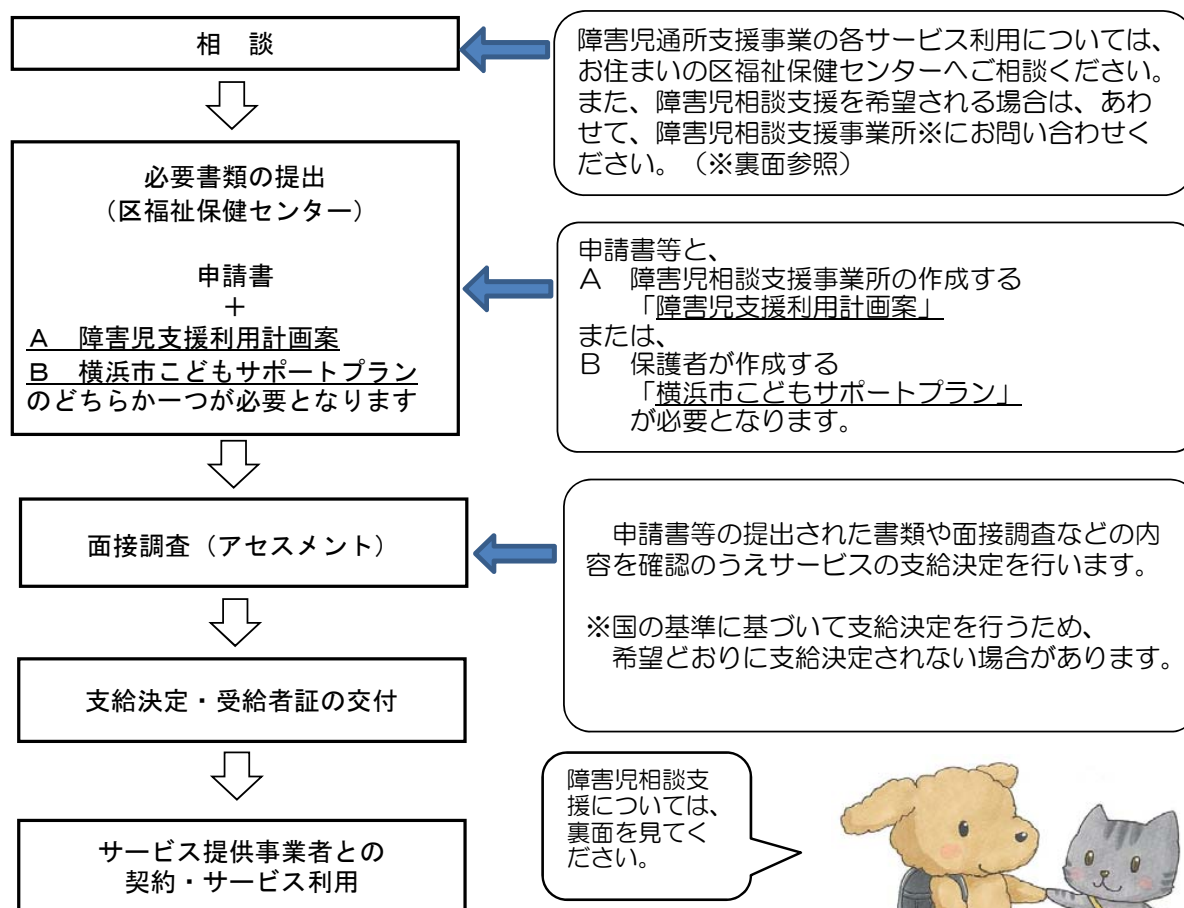 相　談
障害児通所支援事業の各サービス利用については、
お住まいの区福祉保健センターへご相談ください。
また、障害児相談支援を希望される場合は、あわ
せて、障害児相談支援事業所※にお問い合わせく
ださい。（※裏面参照）
必要書類の提出
（区福祉保健センター）
申請書
＋
Ａ　障害児支援利用計画案
Ｂ　横浜市こどもサポートプラン
のどちらか一つが必要となります
申請書等と、
Ａ　障害児相談支援事業所の作成する
「障害児支援利用計画案」
または、
Ｂ　保護者が作成する
「横浜市こどもサポートプラン」
が必要となります。
面接調査（アセスメント）
申請書等の提出された書類や面接調査などの内
容を確認のうえサービスの支給決定を行います。
※国の基準に基づいて支給決定を行うため、
希望どおりに支給決定されない場合があります。
支給決定・受給者証の交付
サービス提供事業者との
契約・サービス利用
障害児相談支
援については、
裏面を見てく
ださい。